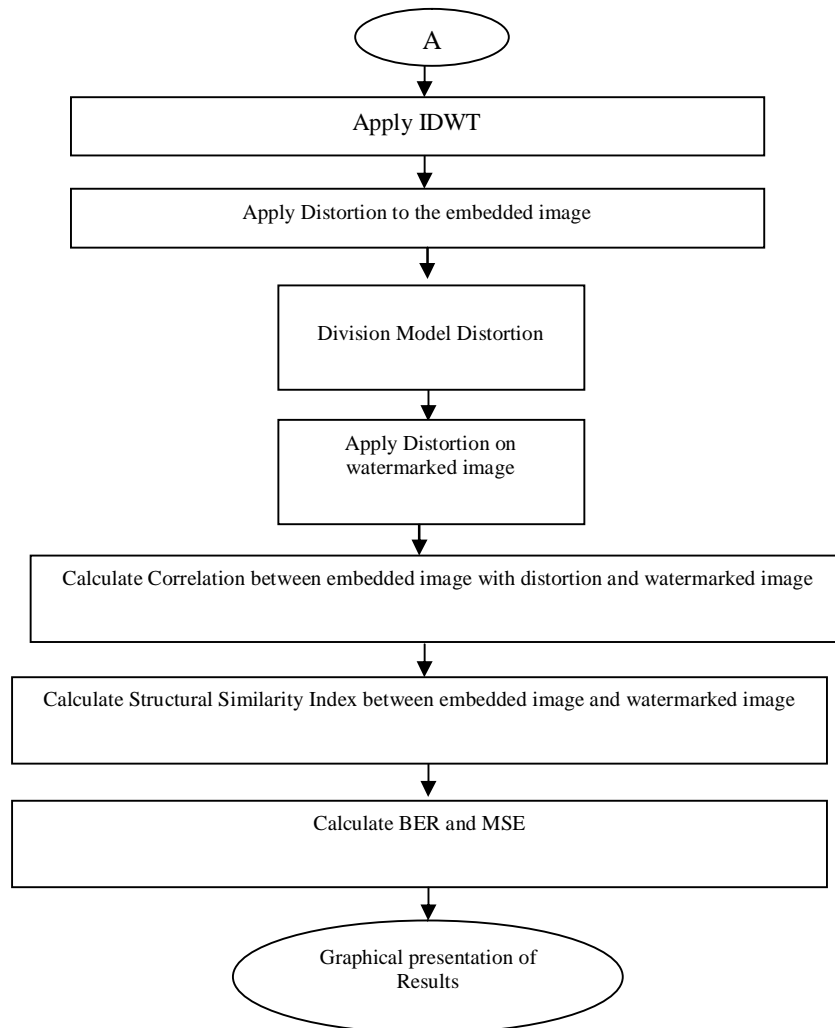 A
Apply IDWT
Apply Distortion to the embedded image
Division Model Distortion
Apply Distortion on
watermarked image
Calculate Correlation between embedded image with distortion and watermarked image
Calculate Structural Similarity Index between embedded image and watermarked image
Calculate BER and MSE
Graphical presentation of
Results